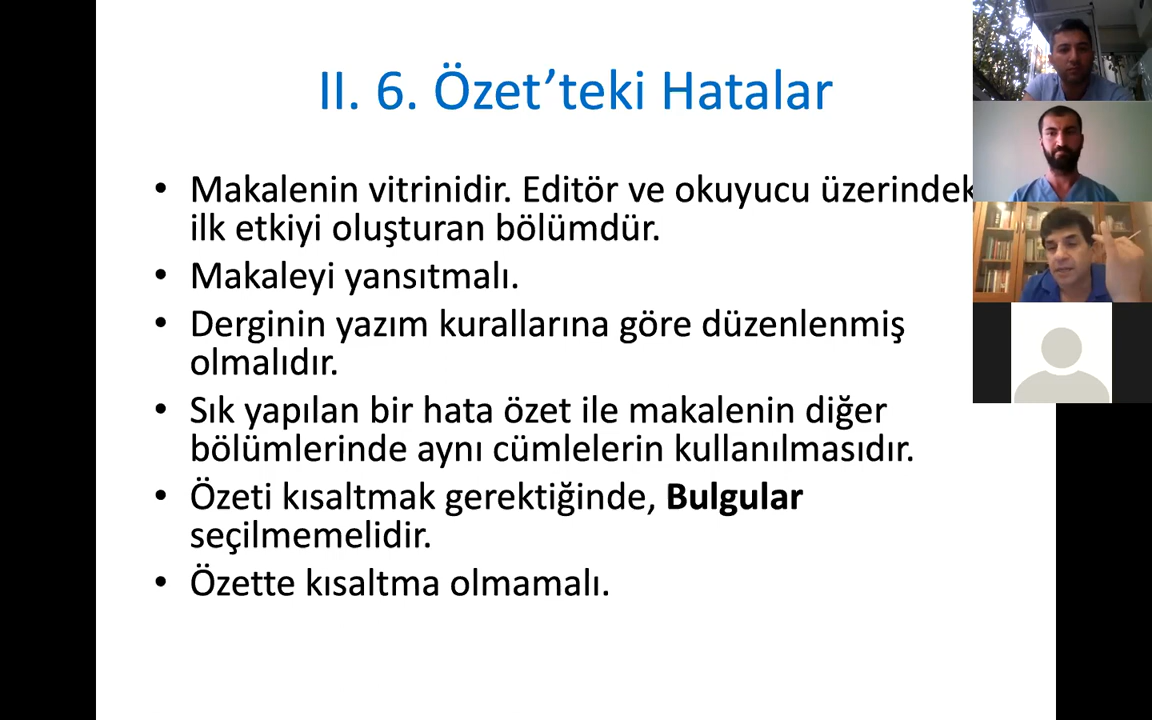 II. 6. Özet’teki Hatalar
• Makalenin vitrinidir. Editör ve okuyucu üzerindek
ilk etkiyi oluşturan bölümdür.
• Makaleyi yansıtmalı.
• Derginin yazım kurallarına göre düzenlenmiş
olmalıdır.
• Sık yapılan bir hata özet ile makalenin diğer
bölümlerinde aynı cümlelerin kullanılmasıdır.
• Özeti kısaltmak gerektiğinde, Bulgular
seçilmemelidir.
• Özette kısaltma olmamalı.